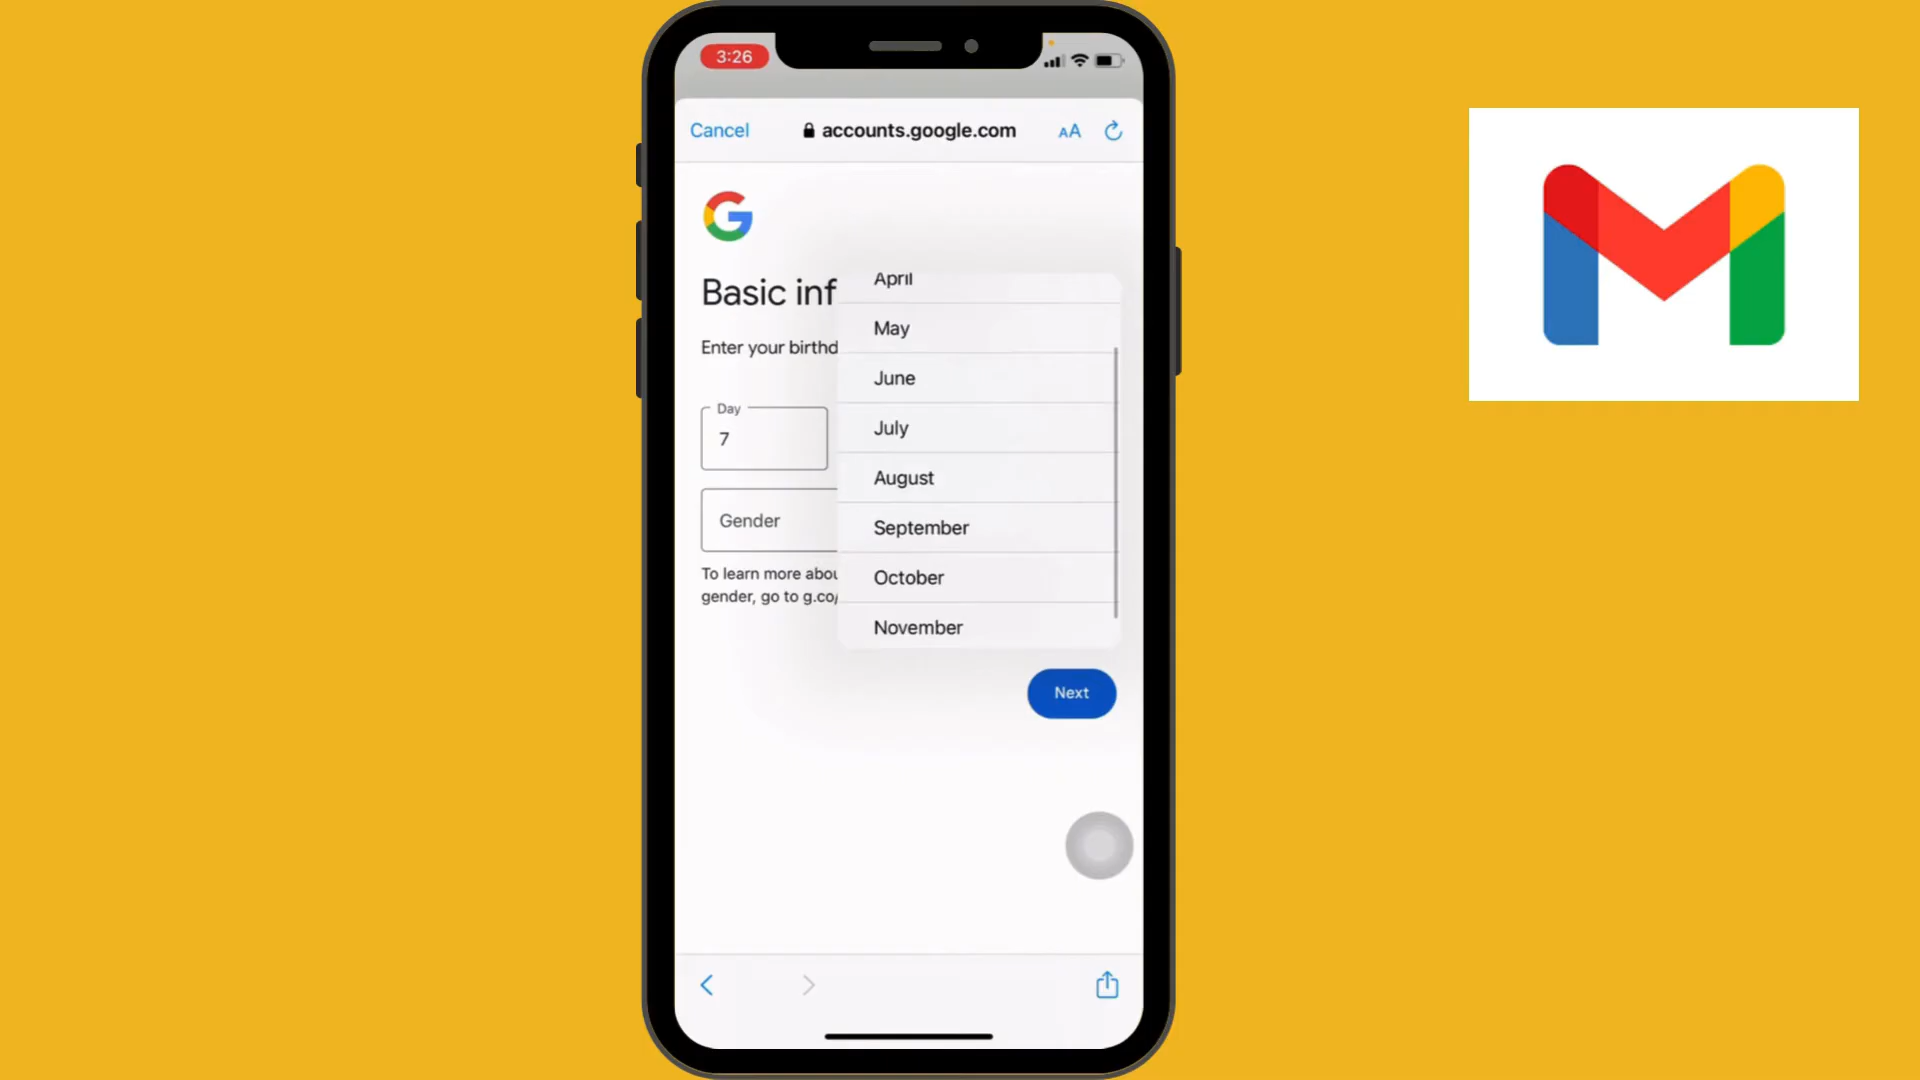 3:26
Cancel
accounts.google.com
AA
Basic inf
Enter your birthd
Day
7
Gender
To learn more abou
gender, go to g.co/
April
May
June
July
August
September
October
November
Next